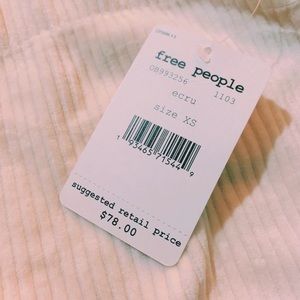 free people
08993256 1103
ecru
size XS
1 93465 71544 9
suggested retail price
$78.00